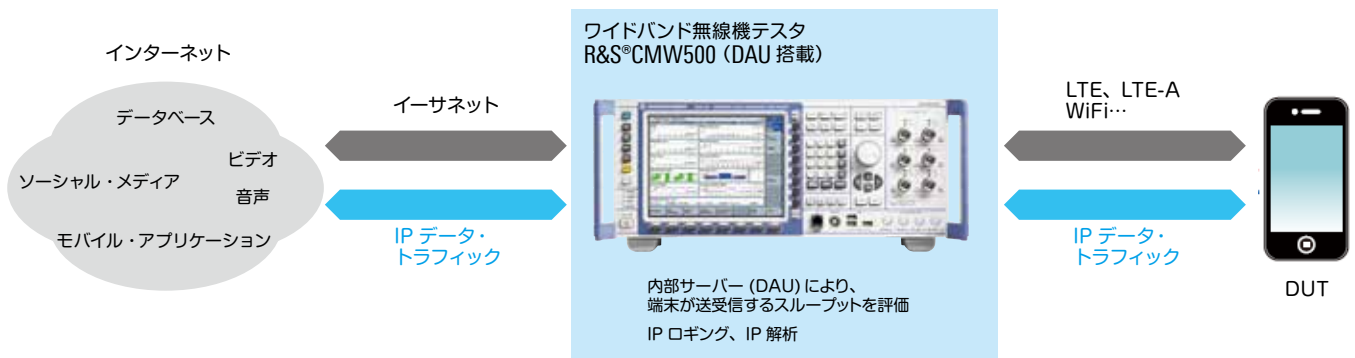 インターネット
データベース
ビデオ
ソーシャル・メディア
音声
モバイル・アプリケーション
イーサネット
IP データ・
トラフィック
ワイドバンド無線機テスタ
R&S®CMW500（DAU 搭載）
内部サーバー (DAU) により、
端末が送受信するスループットを評価
IP ロギング、IP 解析
LTE、LTE-A
WiFi…
IP データ・
トラフィック
DUT